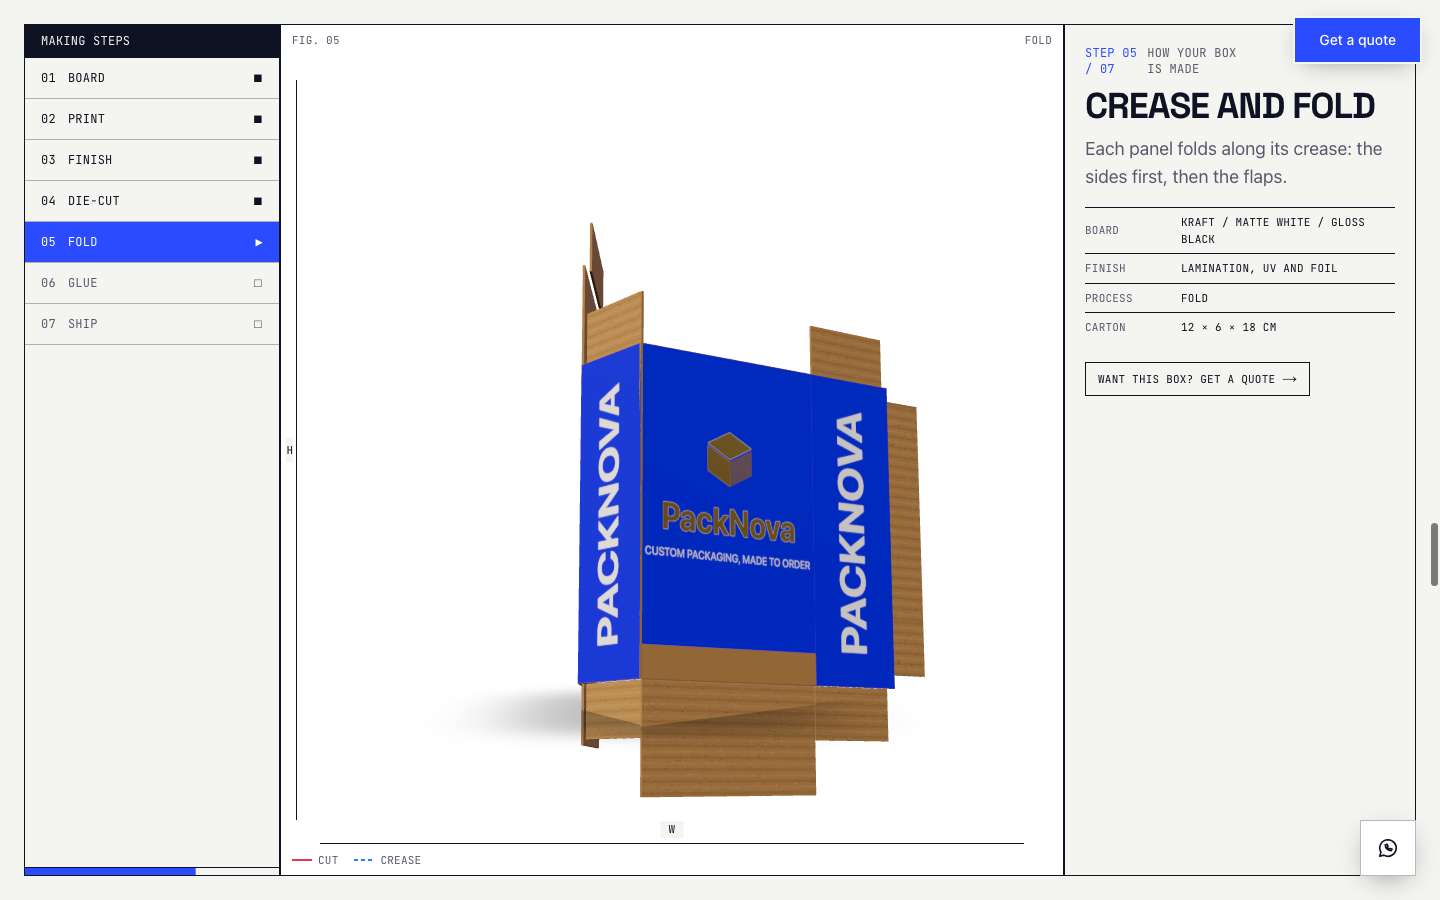 MAKING STEPS
01 BOARD
02 PRINT
03 FINISH
04 DIE-CUT
05 FOLD
06 GLUE
07 SHIP
FIG. 05
FOLD
H
PACKNOVA
PackNova
CUSTOM PACKAGING, MADE TO ORDER
PACKNOVA
W
CUT
CREASE
Get a quote
STEP 05 / 07
HOW YOUR BOX IS MADE
CREASE AND FOLD
Each panel folds along its crease: the
sides first, then the flaps.
BOARD KRAFT / MATTE WHITE / GLOSS BLACK
FINISH LAMINATION, UV AND FOIL
PROCESS FOLD
CARTON 12 × 6 × 18 CM
WANT THIS BOX? GET A QUOTE →